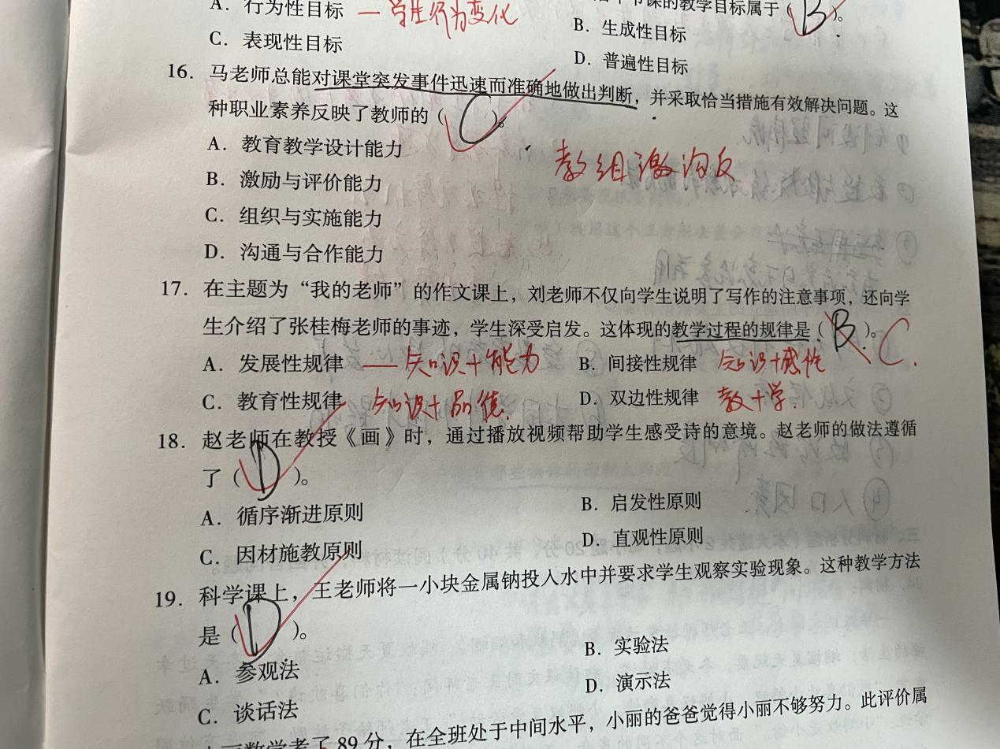 A. 行为性目标 — 学生行为变化
节课的教学目标属于( B )。
B. 生成性目标
C. 表现性目标
D. 普遍性目标
16. 马老师总能对课堂突发事件迅速而准确地做出判断，并采取恰当措施有效解决问题。这
种职业素养反映了教师的( C )。
A. 教育教学设计能力
教组激沟反
B. 激励与评价能力
C. 组织与实施能力
D. 沟通与合作能力
17. 在主题为“我的老师”的作文课上，刘老师不仅向学生说明了写作的注意事项，还向学
生介绍了张桂梅老师的事迹，学生深受启发。这体现的教学过程的规律是( B )。 C.
A. 发展性规律 — 知识+能力 B. 间接性规律 知识+感性
C. 教育性规律 知识+品德. D. 双边性规律 教+学.
18. 赵老师在教授《画》时，通过播放视频帮助学生感受诗的意境。赵老师的做法遵循
了( D )。
A. 循序渐进原则 B. 启发性原则
C. 因材施教原则 D. 直观性原则
19. 科学课上，王老师将一小块金属钠投入水中并要求学生观察实验现象。这种教学方法
是( D )。
A. 参观法 B. 实验法
C. 谈话法 D. 演示法
数学考了89分，在全班处于中间水平，小丽的爸爸觉得小丽不够努力。此评价属